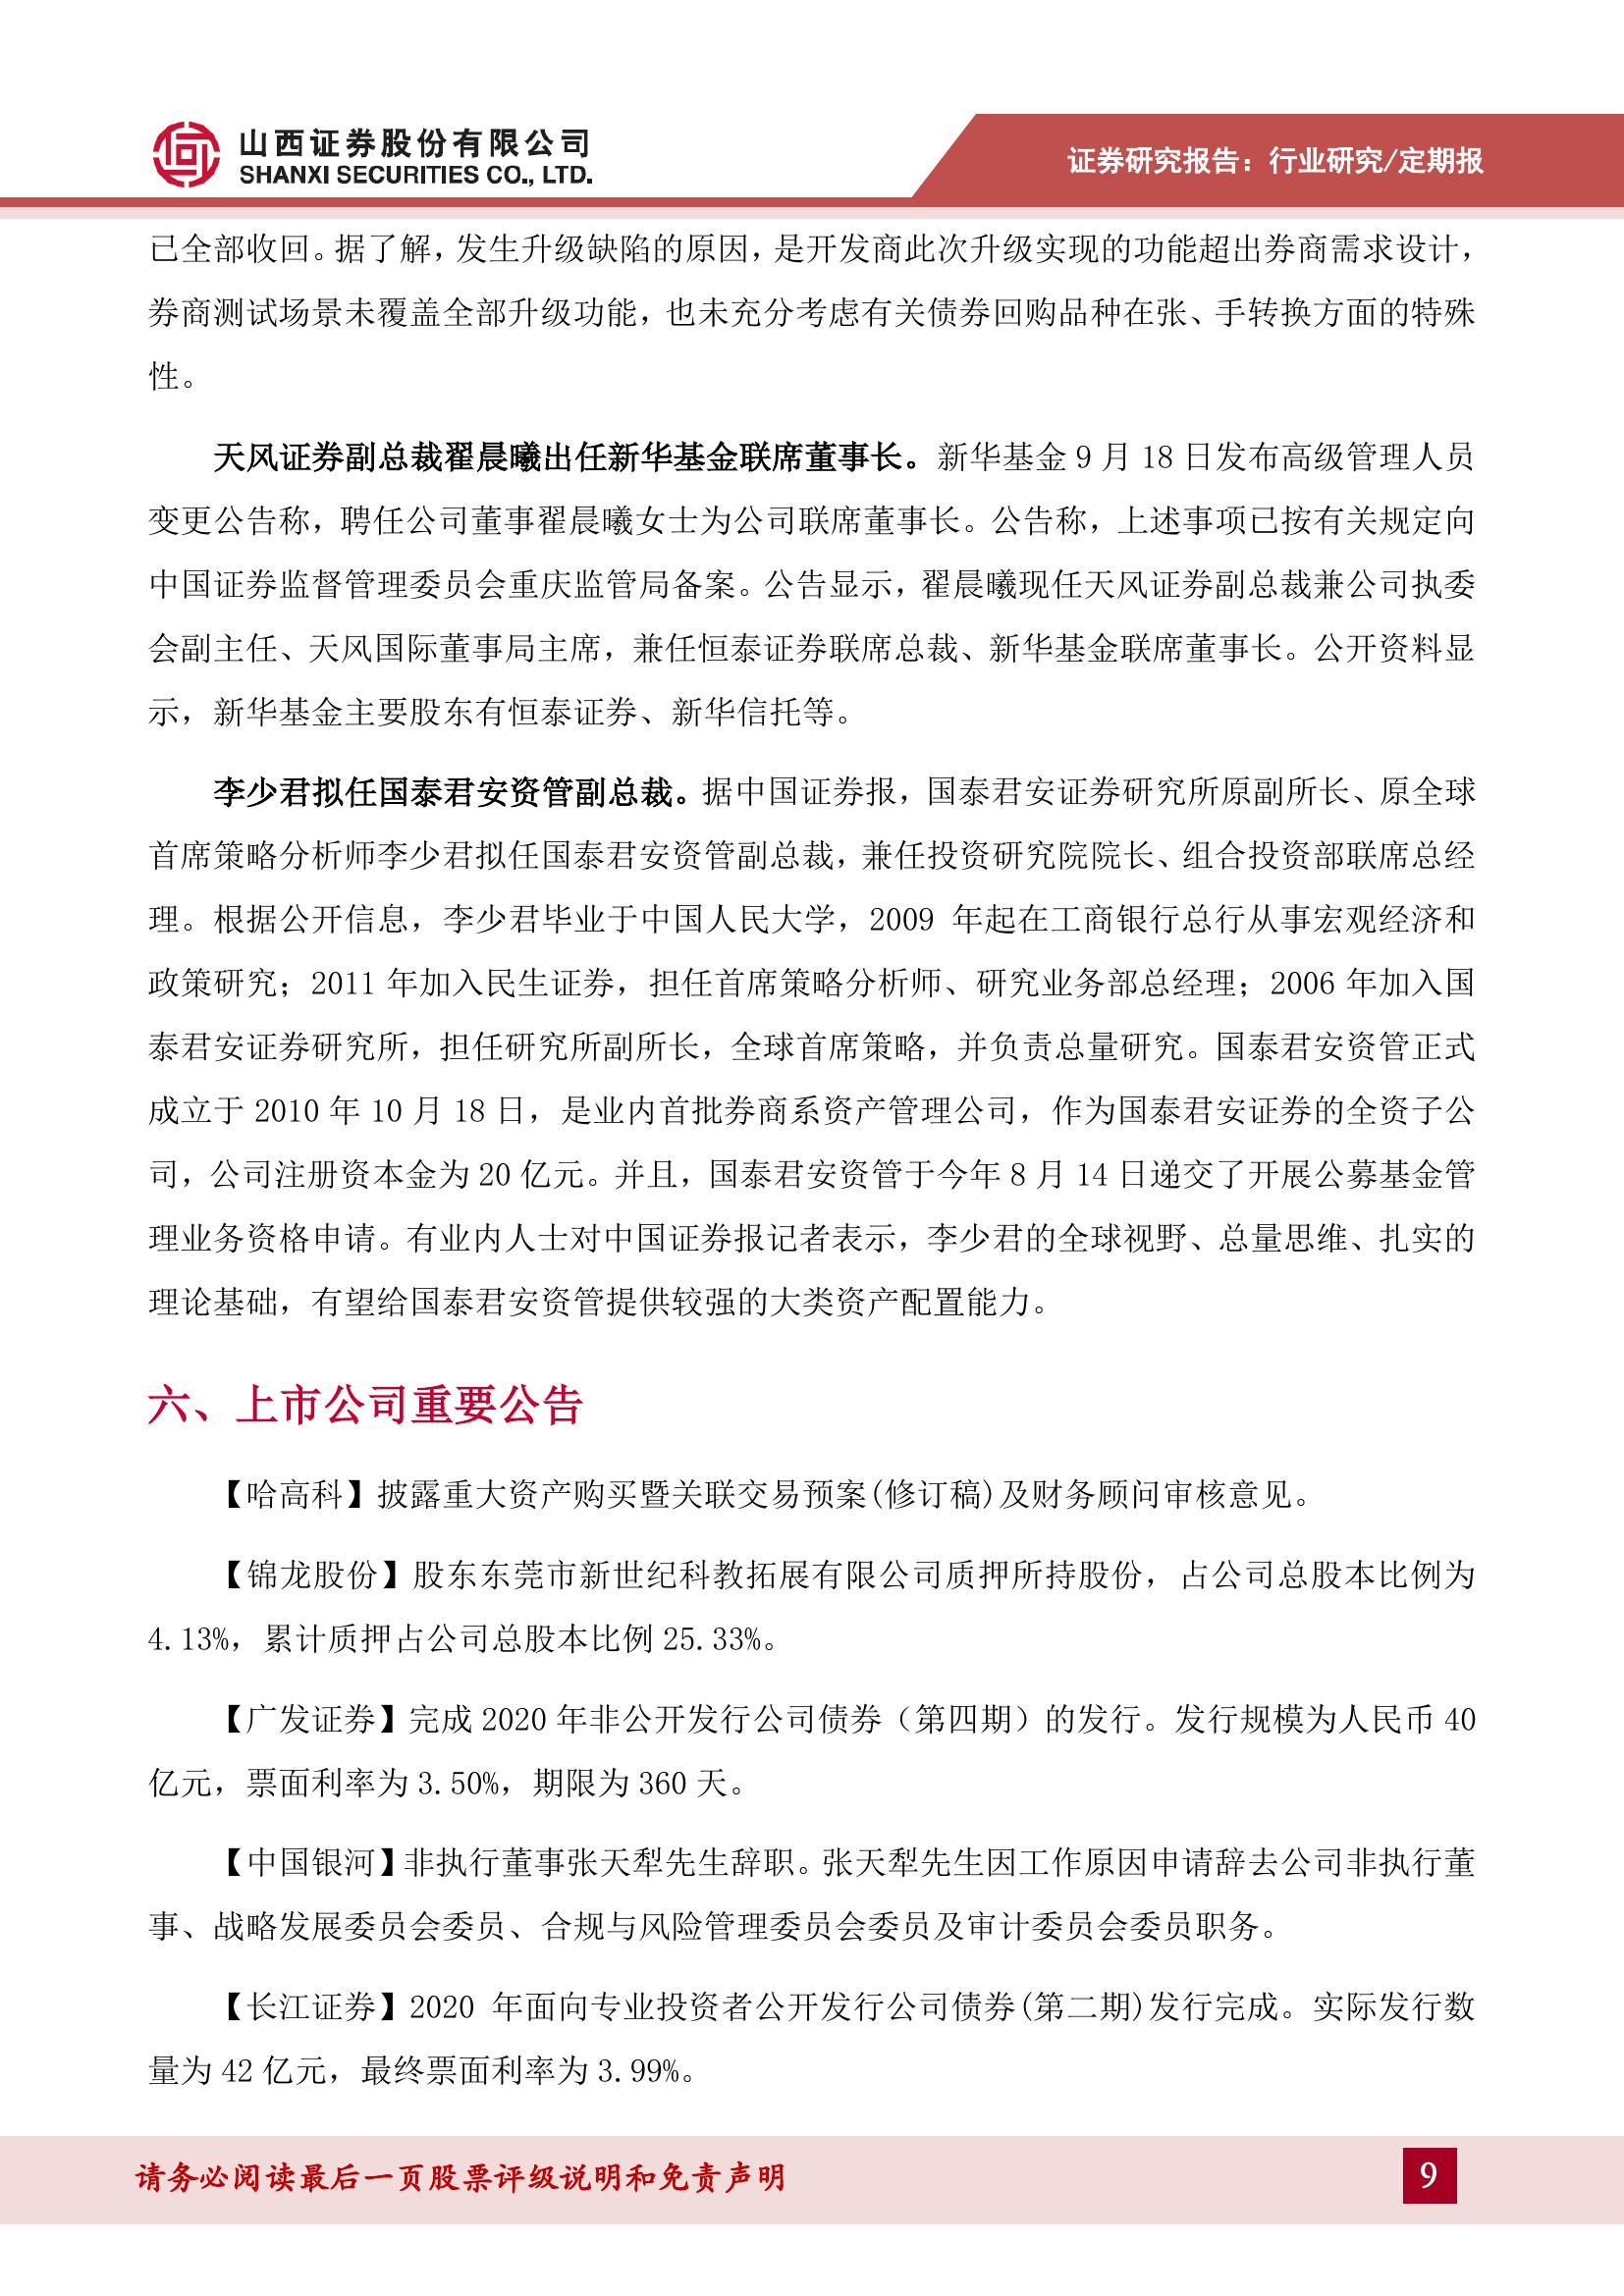 山西证券股份有限公司
SHANXI SECURITIES CO., LTD.
证券研究报告：行业研究/定期报
已全部收回。据了解，发生升级缺陷的原因，是开发商此次升级实现的功能超出券商需求设计，
券商测试场景未覆盖全部升级功能，也未充分考虑有关债券回购品种在张、手转换方面的特殊
性。
天风证券副总裁翟晨曦出任新华基金联席董事长。新华基金 9 月 18 日发布高级管理人员
变更公告称，聘任公司董事翟晨曦女士为公司联席董事长。公告称，上述事项已按有关规定向
中国证券监督管理委员会重庆监管局备案。公告显示，翟晨曦现任天风证券副总裁兼公司执委
会副主任、天风国际董事局主席，兼任恒泰证券联席总裁、新华基金联席董事长。公开资料显
示，新华基金主要股东有恒泰证券、新华信托等。
李少君拟任国泰君安资管副总裁。据中国证券报，国泰君安证券研究所原副所长、原全球
首席策略分析师李少君拟任国泰君安资管副总裁，兼任投资研究院院长、组合投资部联席总经
理。根据公开信息，李少君毕业于中国人民大学，2009 年起在工商银行总行从事宏观经济和
政策研究；2011 年加入民生证券，担任首席策略分析师、研究业务部总经理；2006 年加入国
泰君安证券研究所，担任研究所副所长，全球首席策略，并负责总量研究。国泰君安资管正式
成立于 2010 年 10 月 18 日，是业内首批券商系资产管理公司，作为国泰君安证券的全资子公
司，公司注册资本金为 20 亿元。并且，国泰君安资管于今年 8 月 14 日递交了开展公募基金管
理业务资格申请。有业内人士对中国证券报记者表示，李少君的全球视野、总量思维、扎实的
理论基础，有望给国泰君安资管提供较强的大类资产配置能力。
六、上市公司重要公告
【哈高科】披露重大资产购买暨关联交易预案(修订稿)及财务顾问审核意见。
【锦龙股份】股东东莞市新世纪科教拓展有限公司质押所持股份，占公司总股本比例为
4.13%，累计质押占公司总股本比例 25.33%。
【广发证券】完成 2020 年非公开发行公司债券（第四期）的发行。发行规模为人民币 40
亿元，票面利率为 3.50%，期限为 360 天。
【中国银河】非执行董事张天犁先生辞职。张天犁先生因工作原因申请辞去公司非执行董
事、战略发展委员会委员、合规与风险管理委员会委员及审计委员会委员职务。
【长江证券】2020 年面向专业投资者公开发行公司债券(第二期)发行完成。实际发行数
量为 42 亿元，最终票面利率为 3.99%。
请务必阅读最后一页股票评级说明和免责声明
9